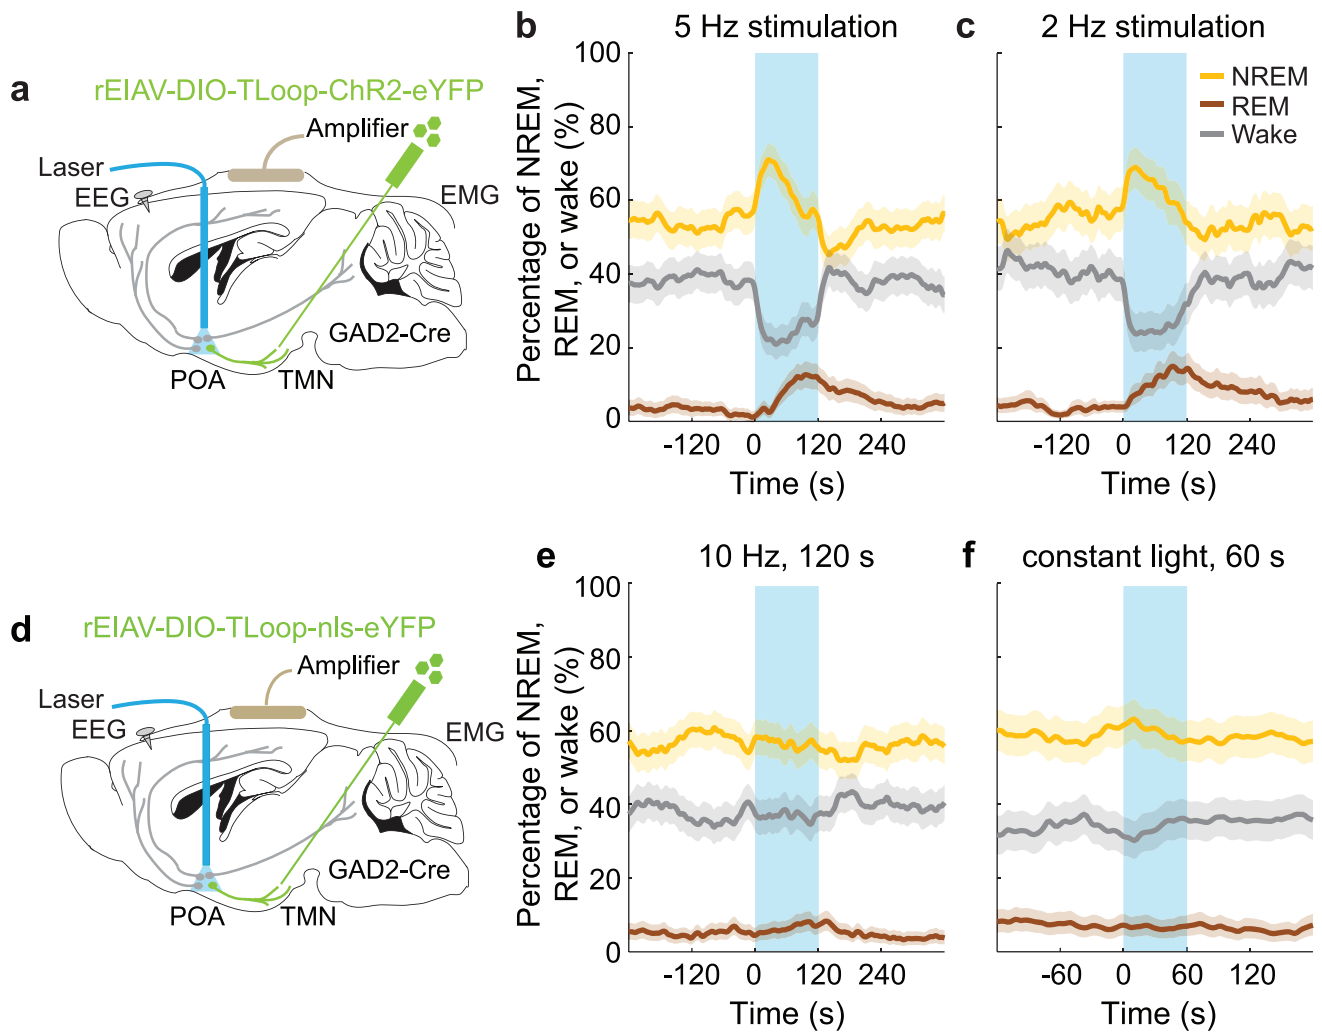 a
rEIAV-DIO-TLoop-ChR2-eYFP
Amplifier
Laser
EEG
EMG
GAD2-Cre
POA
TMN
b
5 Hz stimulation
Percentage of NREM,
REM, or wake (%)
100
80
60
40
20
0
-120
0
120
240
Time (s)
c
2 Hz stimulation
NREM
REM
Wake
-120
0
120
240
Time (s)
d
rEIAV-DIO-TLoop-nls-eYFP
Amplifier
Laser
EEG
EMG
GAD2-Cre
POA
TMN
e
10 Hz, 120 s
Percentage of NREM,
REM, or wake (%)
100
80
60
40
20
0
-120
0
120
240
Time (s)
f
constant light, 60 s
-60
0
60
120
Time (s)